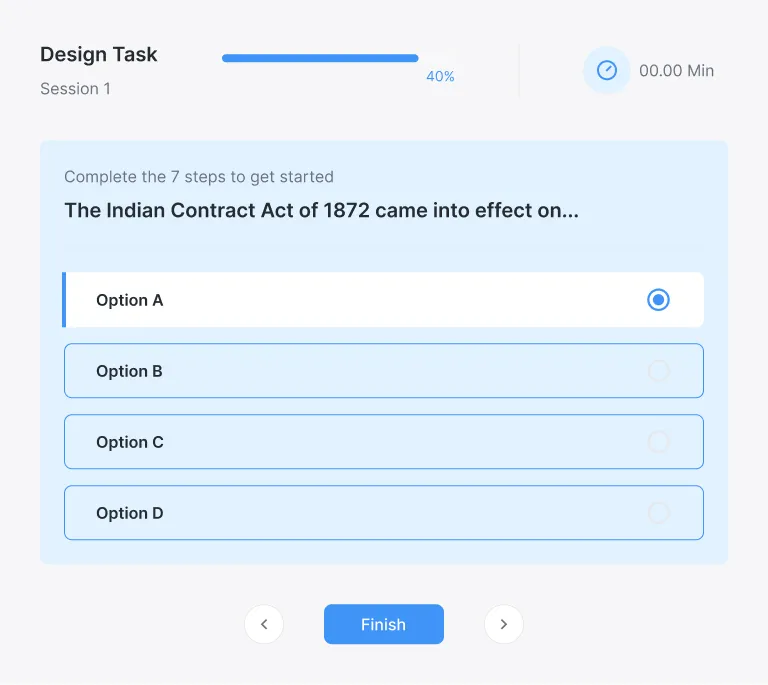 Design Task
Session 1
40%
00.00 Min
Complete the 7 steps to get started
The Indian Contract Act of 1872 came into effect on...
Option A
Option B
Option C
Option D
Finish